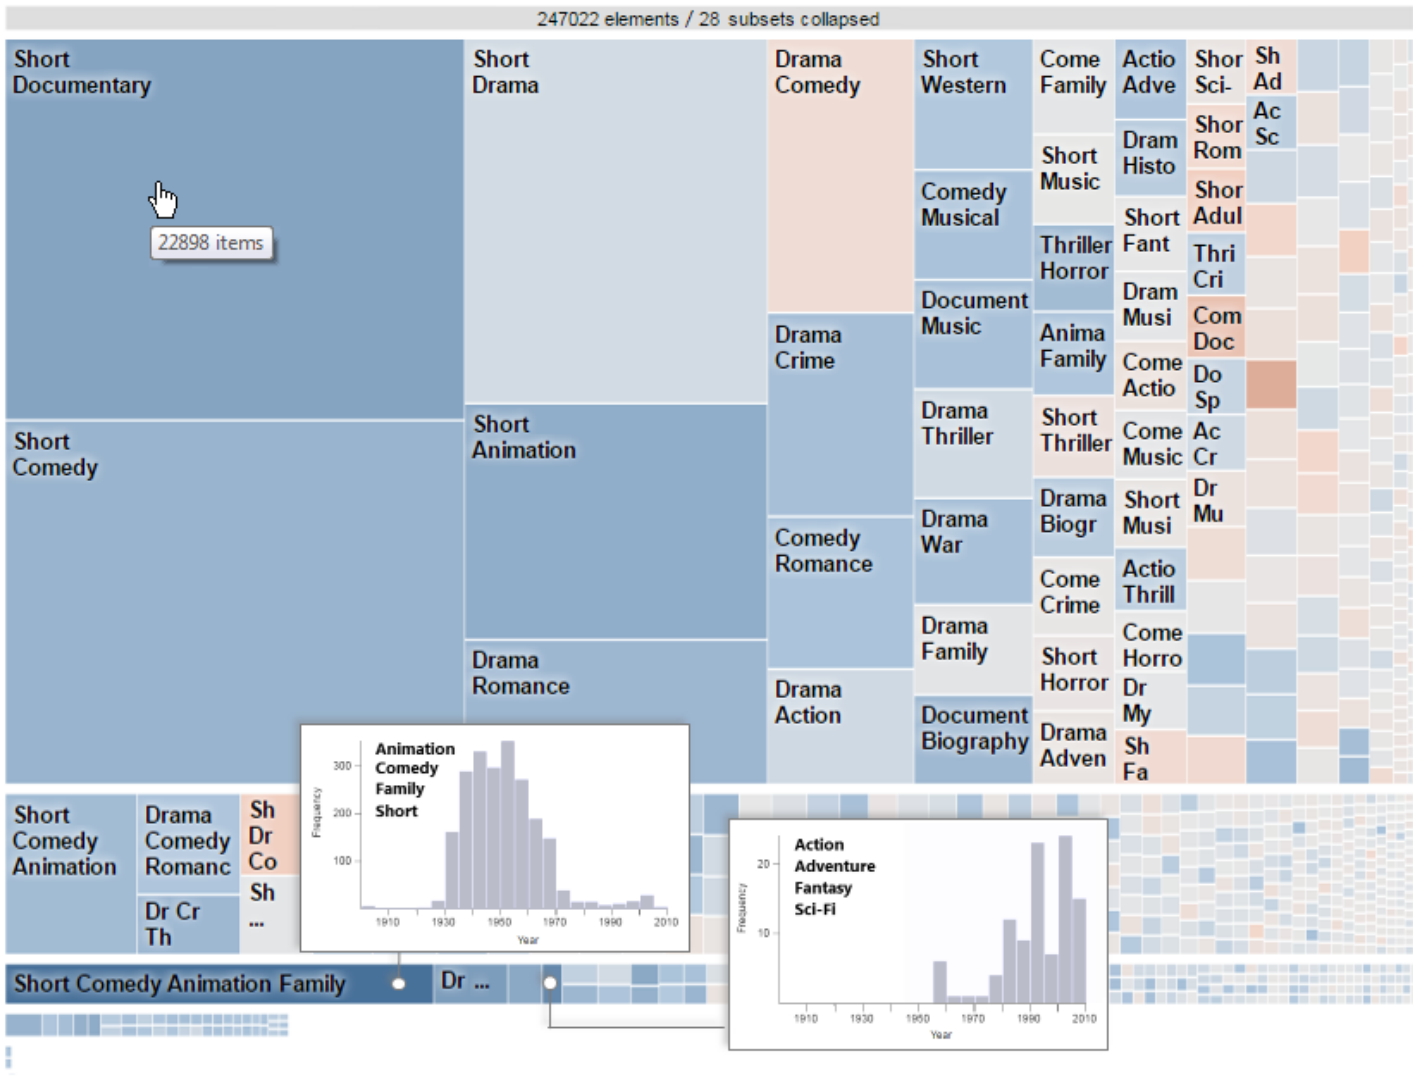 247022 elements / 28 subsets collapsed
Short
Documentary
22898 items
Short
Comedy
Short
Drama
Short
Animation
Drama
Romance
Drama
Comedy
Drama
Crime
Comedy
Romance
Drama
Action
Short
Western
Comedy
Musical
Document
Music
Drama
Thriller
Drama
War
Drama
Family
Document
Biography
Come
Family
Short
Music
Thriller
Horror
Anima
Family
Short
Thriller
Drama
Biogr
Come
Crime
Short
Horror
Drama
Adven
Actio
Adve
Dram
Histo
Short
Fant
Dram
Musi
Come
Actio
Come
Music
Short
Musi
Actio
Thrill
Come
Horro
Dr
My
Sh
Fa
Shor
Sci-
Shor
Rom
Shor
Adul
Thri
Cri
Com
Doc
Do
Sp
Ac
Cr
Dr
Mu
Sh
Ad
Ac
Sc
Short
Comedy
Animation
Drama
Comedy
Romanc
Dr Cr
Th
Sh
Dr
Co
Sh
...
Animation
Comedy
Family
Short
Frequency
300
200
100
1910
1930
1950
1970
1990
2010
Year
Action
Adventure
Fantasy
Sci-Fi
Frequency
20
10
1910
1930
1950
1970
1990
2010
Year
Short Comedy Animation Family
Dr ...